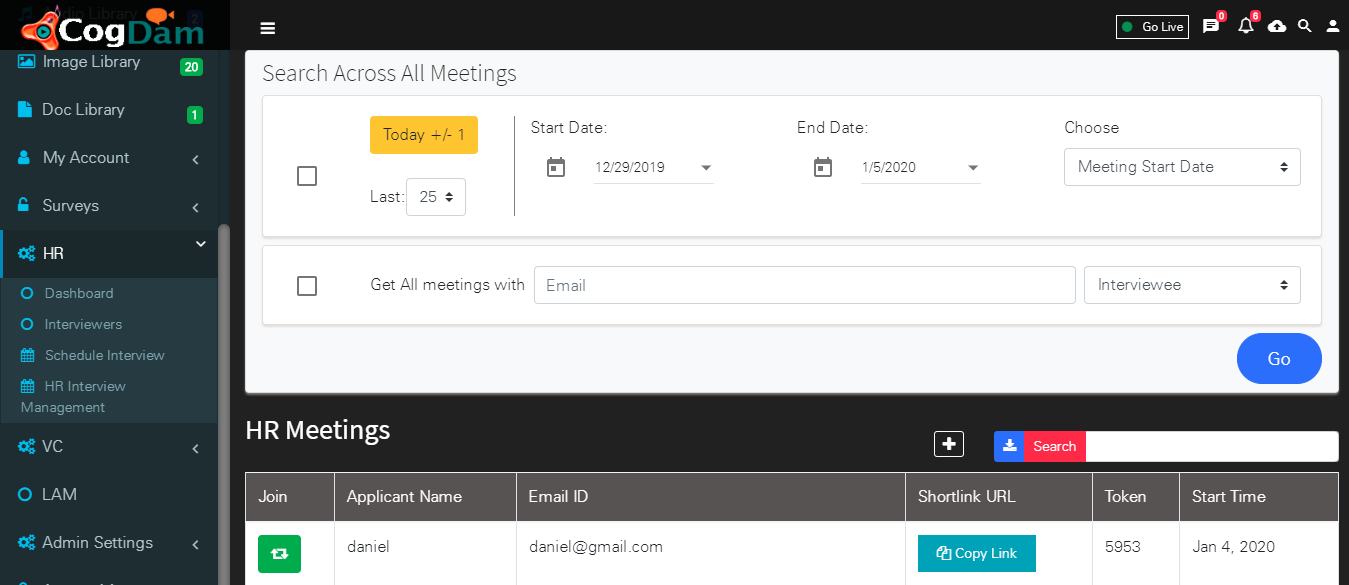 Audio Library
2
CogDam
Go Live
0
6
Image Library
20
Doc Library
1
My Account
Surveys
HR
Dashboard
Interviewers
Schedule Interview
HR Interview
Management
VC
LAM
Admin Settings
Search Across All Meetings
Today +/- 1
Last: 25
Start Date:
12/29/2019
End Date:
1/5/2020
Choose
Meeting Start Date
Get All meetings with Email Interviewee
Go
HR Meetings
Search
Join Applicant Name Email ID Shortlink URL Token Start Time
daniel daniel@gmail.com Copy Link 5953 Jan 4, 2020